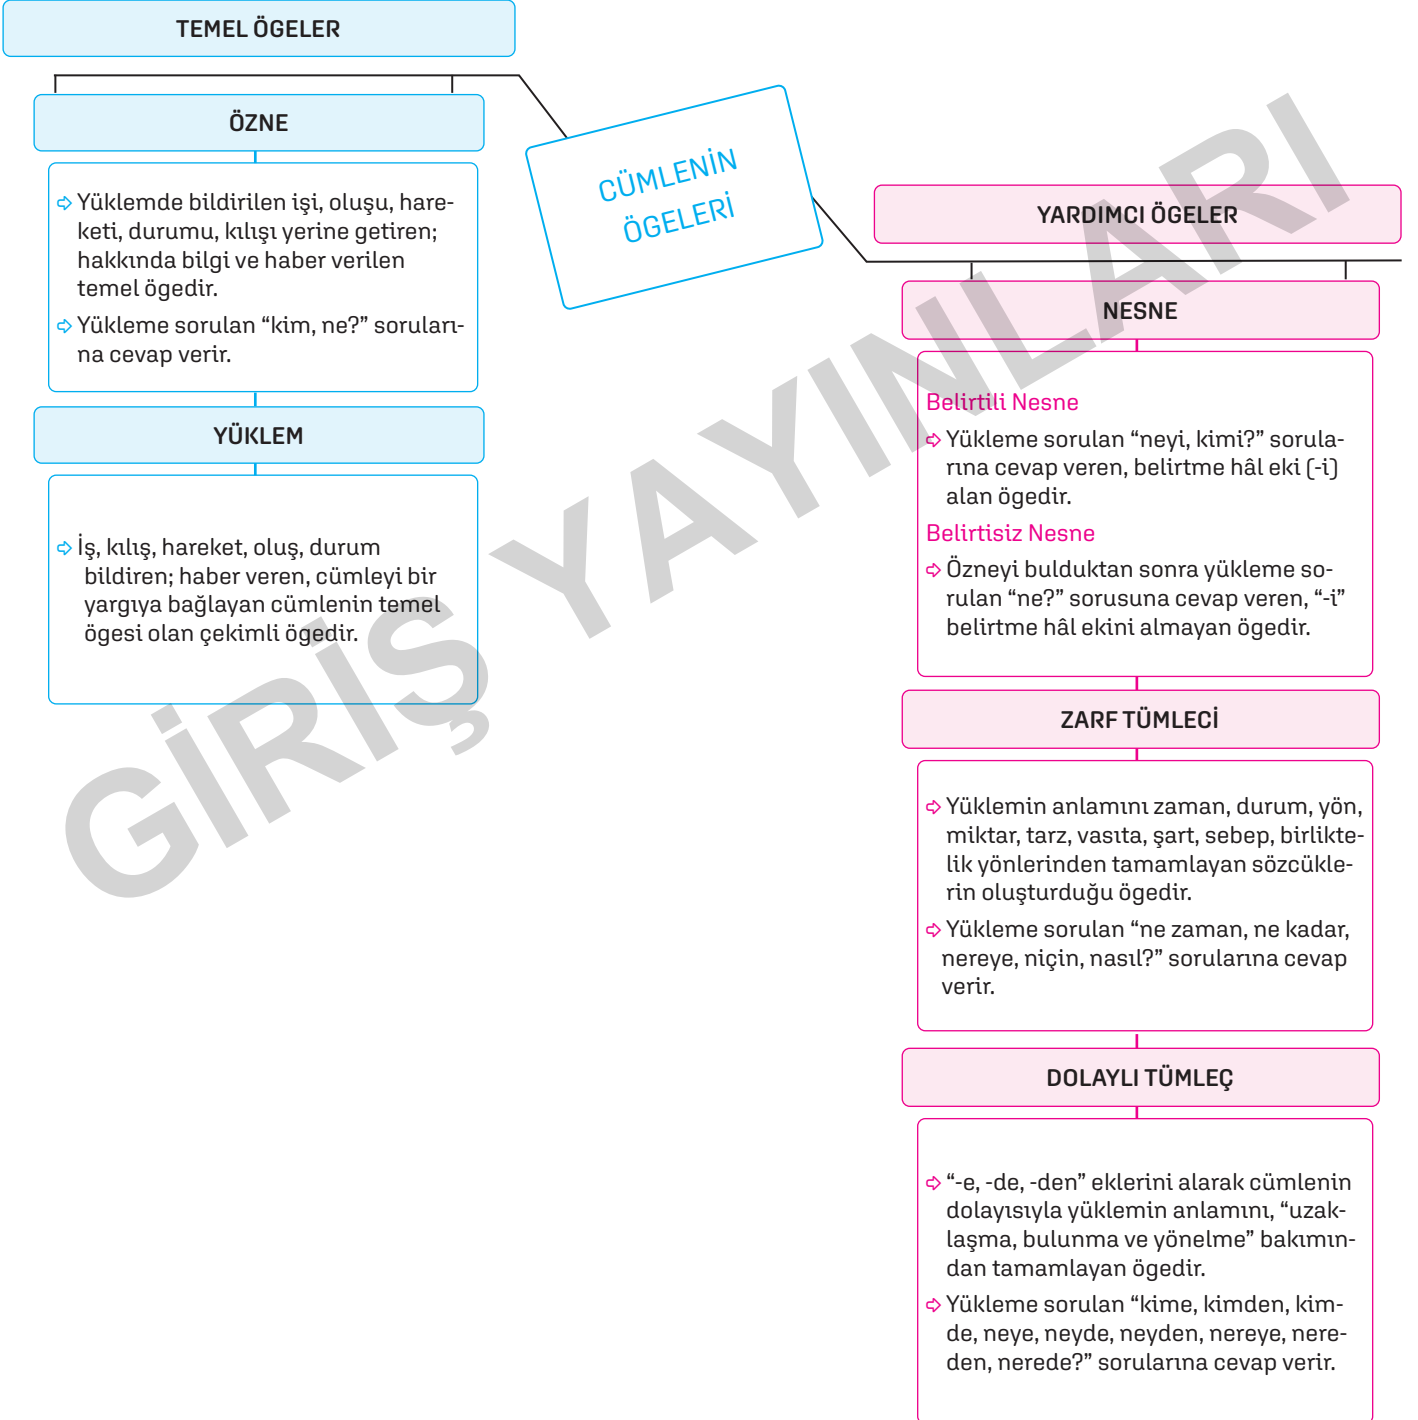 TEMEL ÖGELER
ÖZNE
Yüklemde bildirilen işi, oluşu, hare-
keti, durumu, kılışı yerine getiren;
hakkında bilgi ve haber verilen
temel ögedir.
Yükleme sorulan “kim, ne?” soruları-
na cevap verir.
YÜKLEM
İş, kılış, hareket, oluş, durum
bildiren; haber veren, cümleyi bir
yargıya bağlayan cümlenin temel
ögesi olan çekimli ögedir.
CÜMLENİN
ÖGELERİ
YARDIMCI ÖGELER
NESNE
Belirtili Nesne
Yükleme sorulan “neyi, kimi?” sorula-
rına cevap veren, belirtme hâl eki (-i)
alan ögedir.
Belirtisiz Nesne
Özneyi bulduktan sonra yükleme so-
rulan “ne?” sorusuna cevap veren, “-i”
belirtme hâl ekini almayan ögedir.
ZARF TÜMLECİ
Yüklemin anlamını zaman, durum, yön,
miktar, tarz, vasıta, şart, sebep, birlikte-
lik yönlerinden tamamlayan sözcükle-
rin oluşturduğu ögedir.
Yükleme sorulan “ne zaman, ne kadar,
nereye, niçin, nasıl?” sorularına cevap
verir.
DOLAYLI TÜMLEÇ
“-e, -de, -den” eklerini alarak cümlenin
dolayısıyla yüklemin anlamını, “uzak-
laşma, bulunma ve yönelme” bakımın-
dan tamamlayan ögedir.
Yükleme sorulan “kime, kimden, kim-
de, neye, neyde, neyden, nereye, nere-
den, nerede?” sorularına cevap verir.
GİRİŞ YAYINLARI